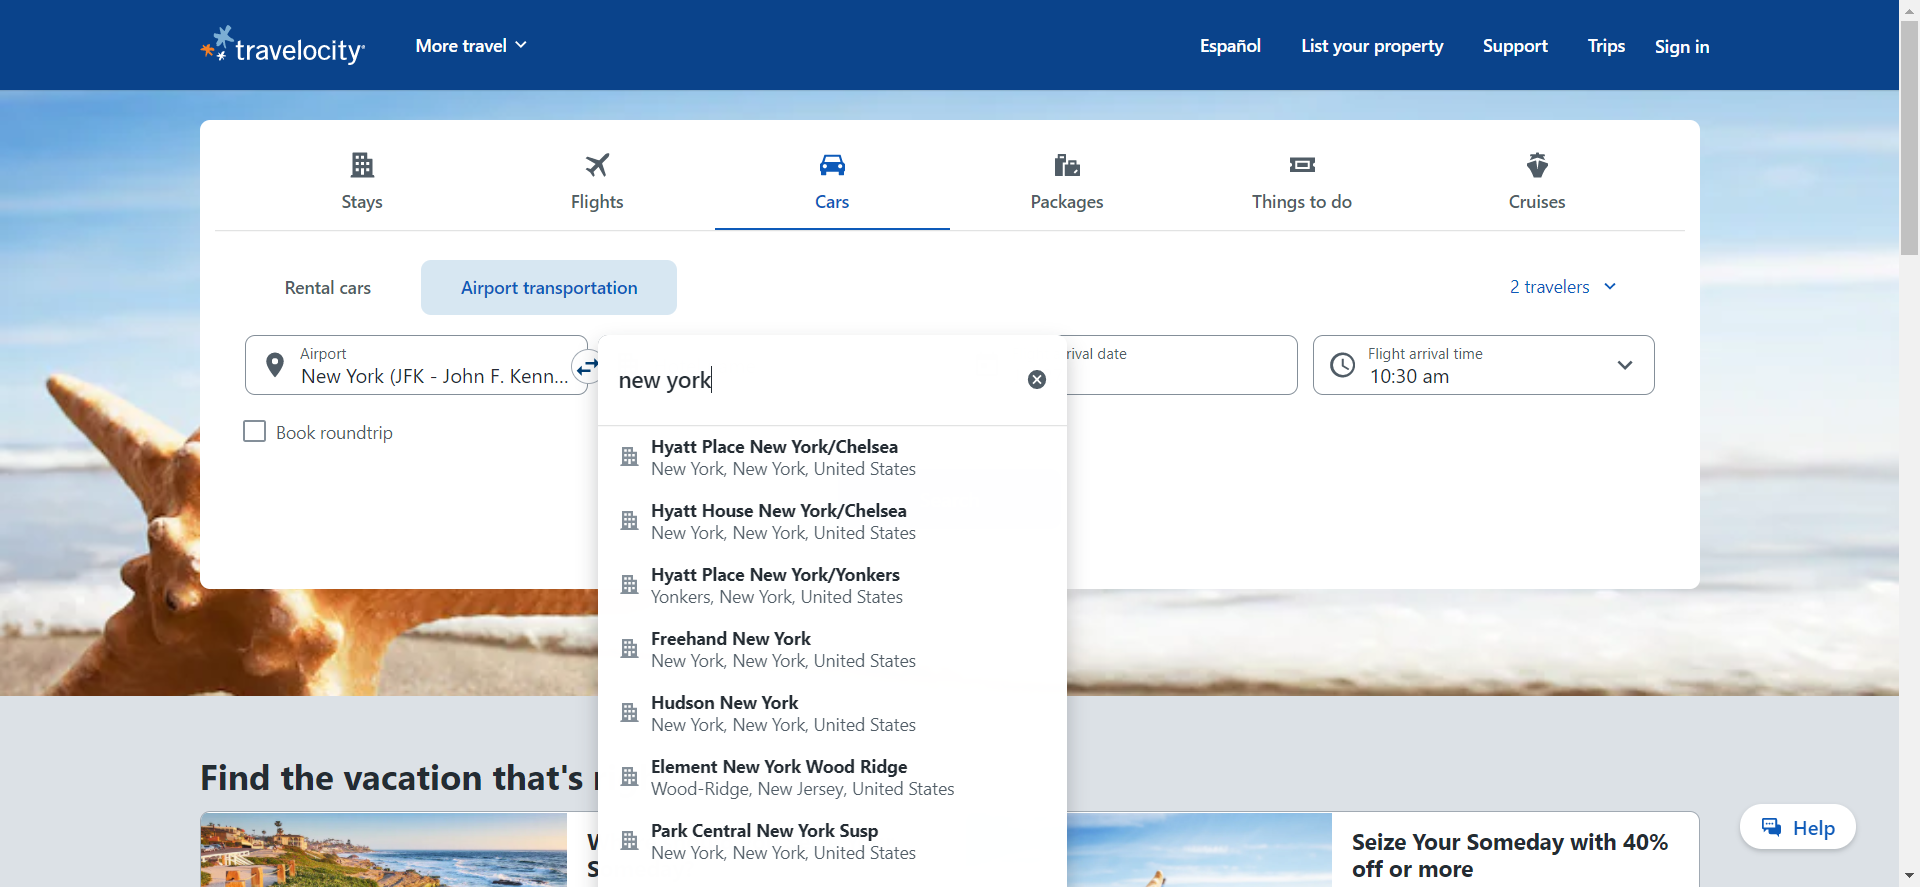 travelocity
More travel
Español
List your property
Support
Trips
Sign in
Stays
Flights
Cars
Packages
Things to do
Cruises
Rental cars
Airport transportation
2 travelers
Airport
New York (JFK - John F. Kenn...
new york
rival date
Flight arrival time
10:30 am
Book roundtrip
Hyatt Place New York/Chelsea
New York, New York, United States
Hyatt House New York/Chelsea
New York, New York, United States
Hyatt Place New York/Yonkers
Yonkers, New York, United States
Freehand New York
New York, New York, United States
Hudson New York
New York, New York, United States
Element New York Wood Ridge
Wood-Ridge, New Jersey, United States
Park Central New York Susp
New York, New York, United States
Find the vacation that's
Seize Your Someday with 40%
off or more
Help